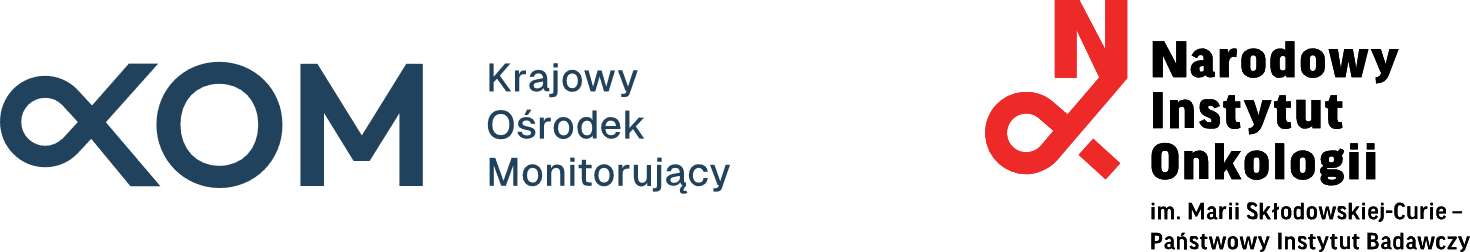 KOM
Krajowy
Ośrodek
Monitorujący
N
Narodowy
Instytut
Onkologii
im. Marii Skłodowskiej-Curie –
Państwowy Instytut Badawczy